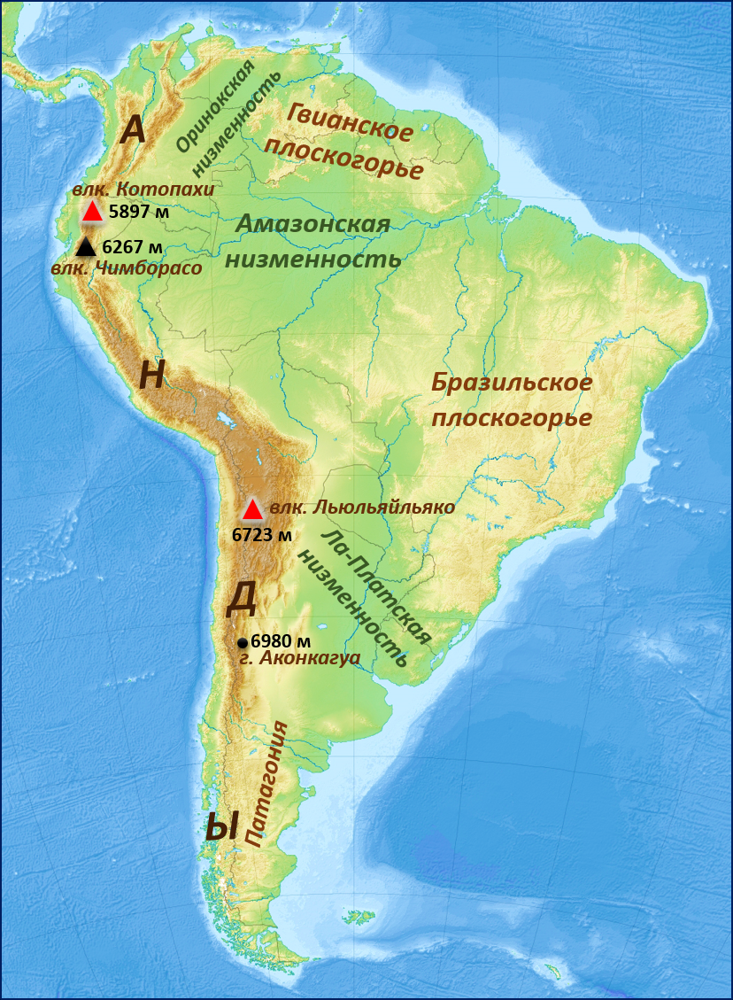 Оринокская
низменность
Гвианское
плоскогорье
А
влк. Котопахи
5897 м
6267 м
влк. Чимборасо
Амазонская
низменность
Н
Бразильское
плоскогорье
влк. Льюльяйльяко
6723 м
Ла-Платская
низменность
Д
6980 м
г. Аконкагуа
Патагония
Ы